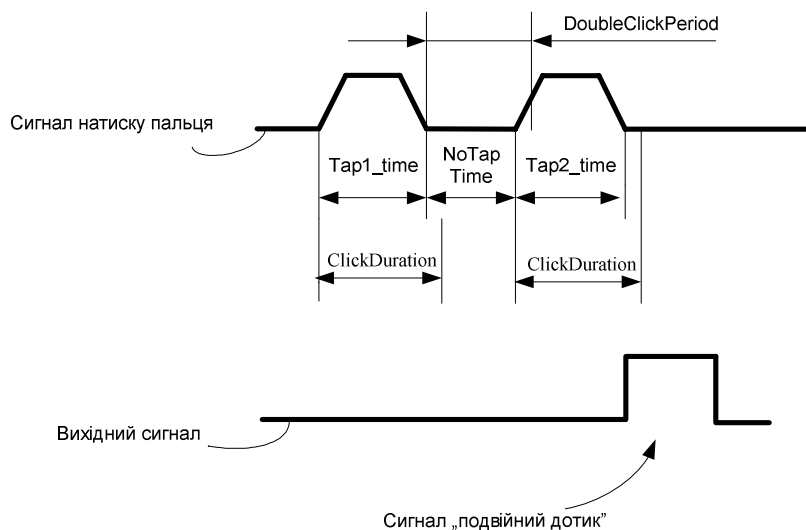 DoubleClickPeriod
Сигнал натиску пальця
Tap1_time
NoTap
Time
Tap2_time
ClickDuration
ClickDuration
Вихідний сигнал
Сигнал „подвійний дотик”